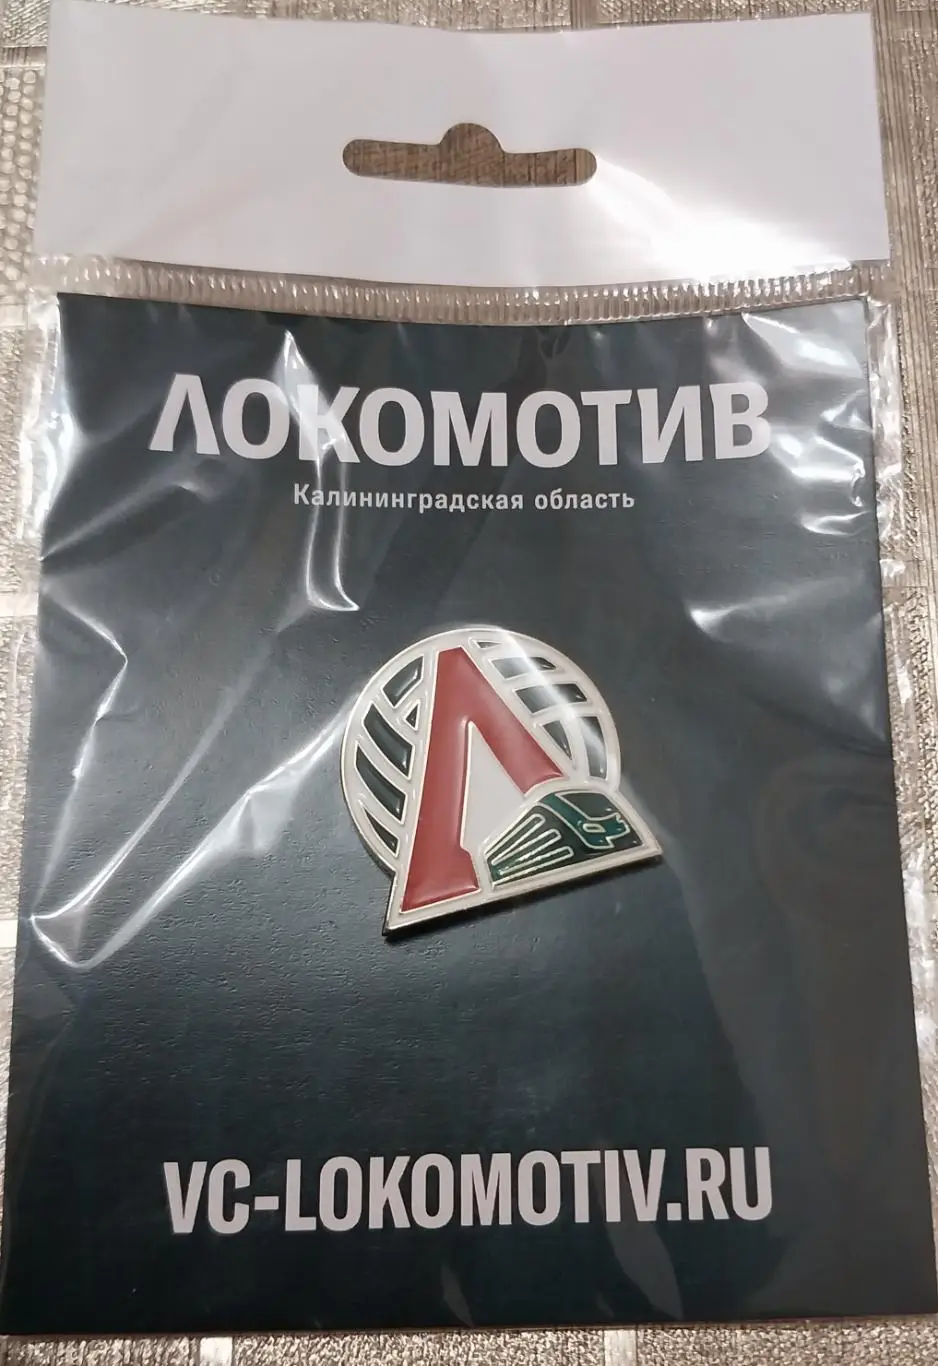 ЛОКОМОТИВ
Калининградская область
Л
VC-LOKOMOTIV.RU